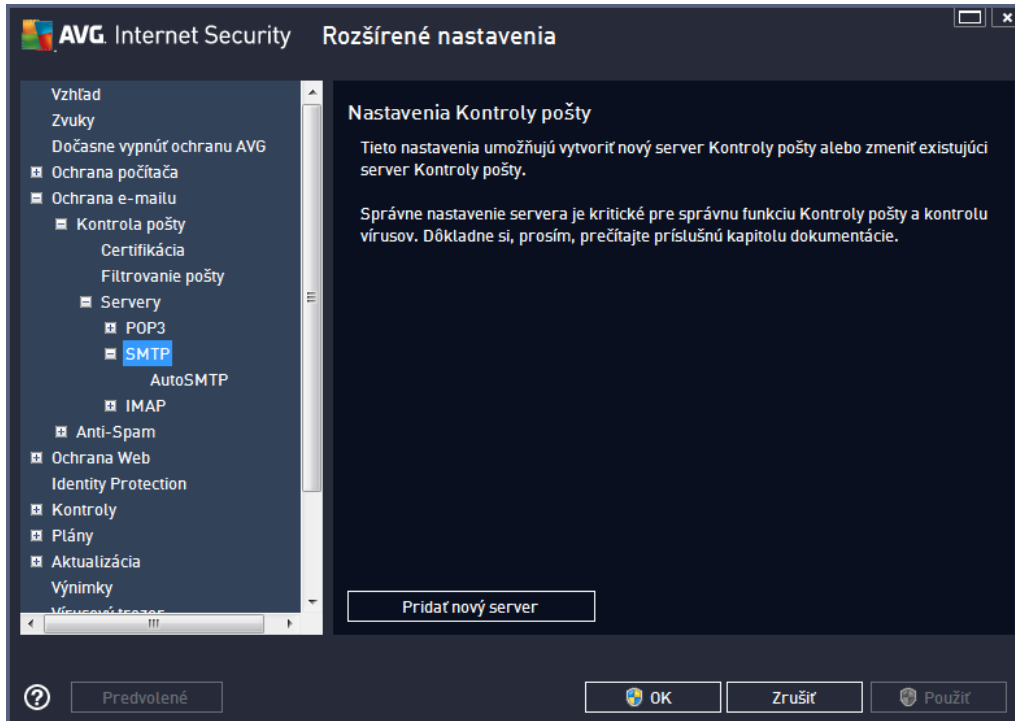 AVG. Internet Security Rozšírené nastavenia
Vzhľad
Zvuky
Dočasne vypnúť ochranu AVG
Ochrana počítača
Ochrana e-mailu
Kontrola pošty
Certifikácia
Filtrovanie pošty
Servery
POP3
SMTP
AutoSMTP
IMAP
Anti-Spam
Ochrana Web
Identity Protection
Kontroly
Plány
Aktualizácia
Výnimky
Vírusový trezor
Nastavenia Kontroly pošty
Tieto nastavenia umožňujú vytvoriť nový server Kontroly pošty alebo zmeniť existujúci
server Kontroly pošty.
Správne nastavenie servera je kritické pre správnu funkciu Kontroly pošty a kontrolu
vírusov. Dôkladne si, prosím, prečítajte príslušnú kapitolu dokumentácie.
Pridať nový server
Predvolené
OK
Zrušiť
Použiť